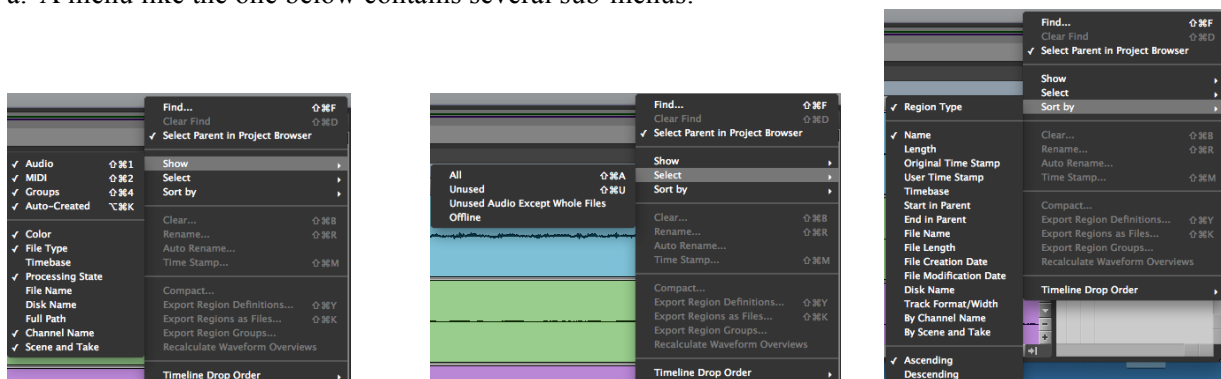 a. A menu like the one below contains several sub-menus.
Find... ⇧⌘F
Clear Find ⇧⌘D
✓ Select Parent in Project Browser
Show
Select
Sort by
Clear... ⇧⌘B
Rename... ⇧⌘R
Auto Rename...
Time Stamp... ⇧⌘M
Compact...
Export Region Definitions... ⇧⌘Y
Export Regions as Files... ⇧⌘K
Export Region Groups...
Recalculate Waveform Overviews
Timeline Drop Order
✓ Audio ⇧⌘1
✓ MIDI ⇧⌘2
✓ Groups ⇧⌘4
✓ Auto-Created ⌥⌘K
✓ Color
✓ File Type
Timebase
✓ Processing State
File Name
Disk Name
Full Path
✓ Channel Name
✓ Scene and Take
Find... ⇧⌘F
Clear Find ⇧⌘D
✓ Select Parent in Project Browser
Show
Select
Sort by
Clear... ⇧⌘B
Rename... ⇧⌘R
Auto Rename...
Time Stamp... ⇧⌘M
Compact...
Export Region Definitions... ⇧⌘Y
Export Regions as Files... ⇧⌘K
Export Region Groups...
Recalculate Waveform Overviews
Timeline Drop Order
All ⇧⌘A
Unused ⇧⌘U
Unused Audio Except Whole Files
Offline
Find... ⇧⌘F
Clear Find ⇧⌘D
✓ Select Parent in Project Browser
Show
Select
Sort by
Clear... ⇧⌘B
Rename... ⇧⌘R
Auto Rename...
Time Stamp... ⇧⌘M
Compact...
Export Region Definitions... ⇧⌘Y
Export Regions as Files... ⇧⌘K
Export Region Groups...
Recalculate Waveform Overviews
Timeline Drop Order
✓ Region Type
✓ Name
Length
Original Time Stamp
User Time Stamp
Timebase
Start in Parent
End in Parent
File Name
File Length
File Creation Date
File Modification Date
Disk Name
Track Format/Width
By Channel Name
By Scene and Take
✓ Ascending
Descending